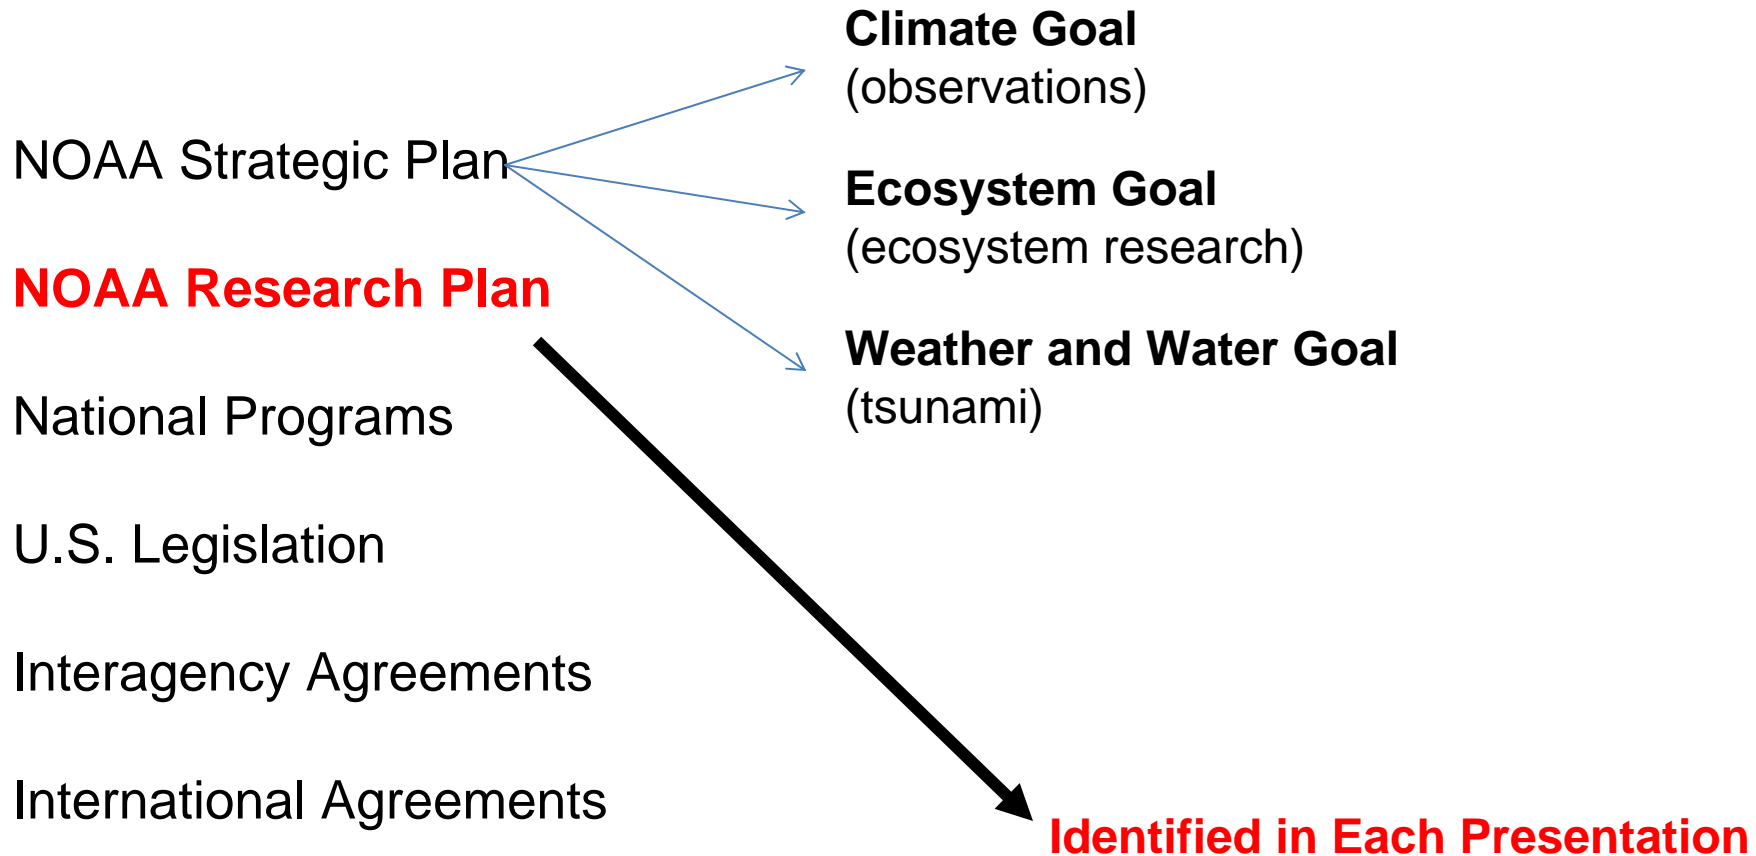 NOAA Strategic Plan
NOAA Research Plan
National Programs
U.S. Legislation
Interagency Agreements
International Agreements
Climate Goal
(observations)
Ecosystem Goal
(ecosystem research)
Weather and Water Goal
(tsunami)
Identified in Each Presentation